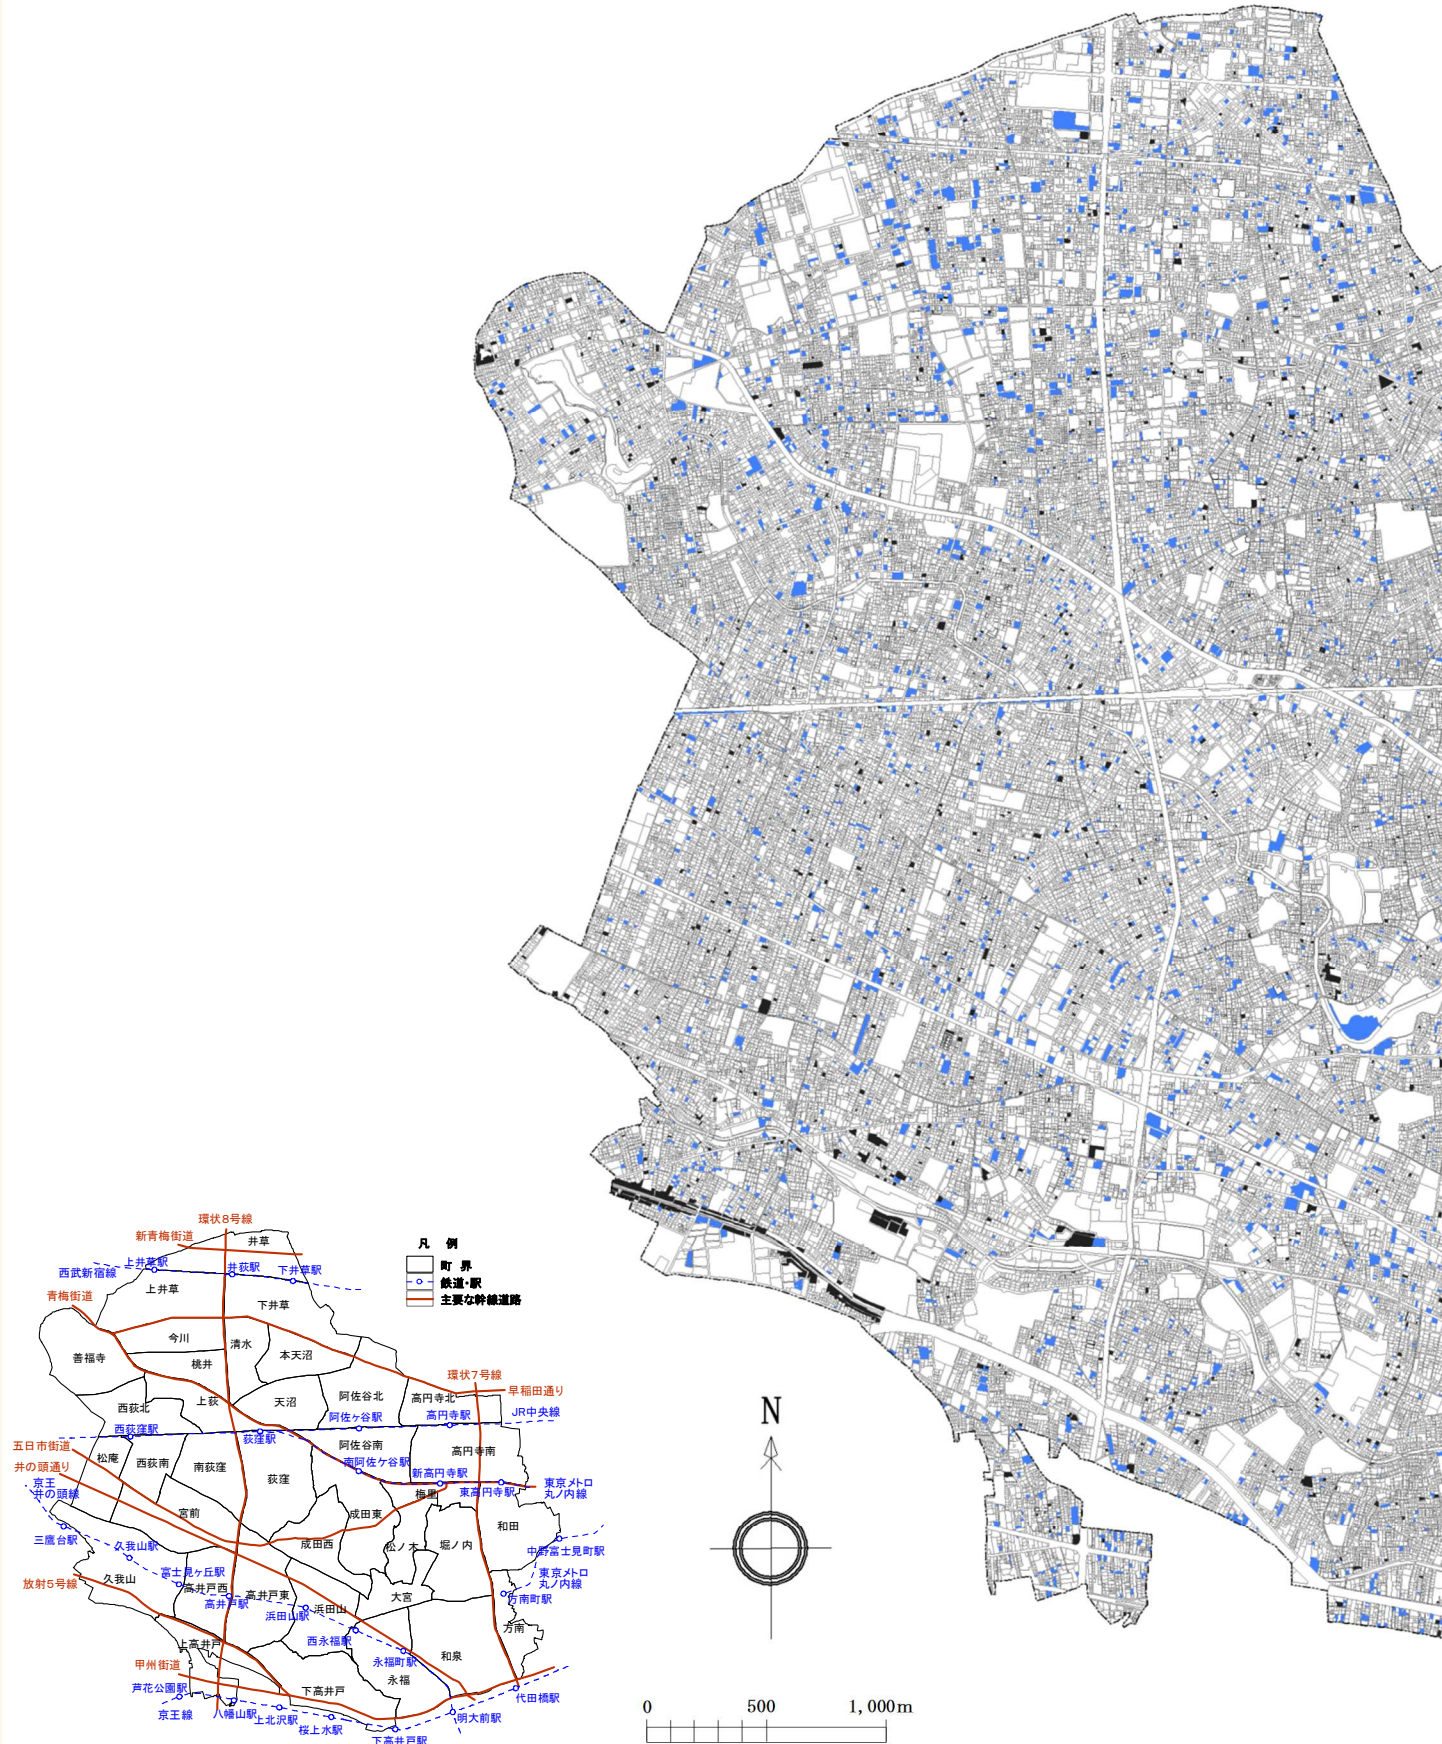 環状8号線
新青梅街道
井草
上井草駅
西武新宿線
井荻駅
下井草駅
上井草
青梅街道
下井草
今川
清水
善福寺
桃井
本天沼
環状7号線
早稲田通り
上荻
天沼
阿佐谷北
高円寺北
西荻北
阿佐ヶ谷駅
高円寺駅
JR中央線
西荻窪駅
荻窪駅
五日市街道
松庵
西荻南
南荻窪
阿佐谷南
高円寺南
井の頭通り
南阿佐ケ谷駅
荻窪
新高円寺駅
京王
井の頭線
東京メトロ
丸ノ内線
東高円寺駅
梅里
宮前
成田東
和田
三鷹台駅
久我山駅
成田西
松ノ木
堀ノ内
中野富士見町駅
富士見ヶ丘駅
東京メトロ
丸ノ内線
放射5号線
久我山
高井戸西
高井戸東
大宮
方南町駅
高井戸駅
浜田山駅
浜田山
方南
上高井戸
西永福駅
永福町駅
和泉
甲州街道
永福
芦花公園駅
下高井戸
代田橋駅
京王線
八幡山駅
上北沢駅
明大前駅
桜上水駅
下高井戸駅
凡 例
町 界
鉄道・駅
主要な幹線道路
N
0 500 1,000m